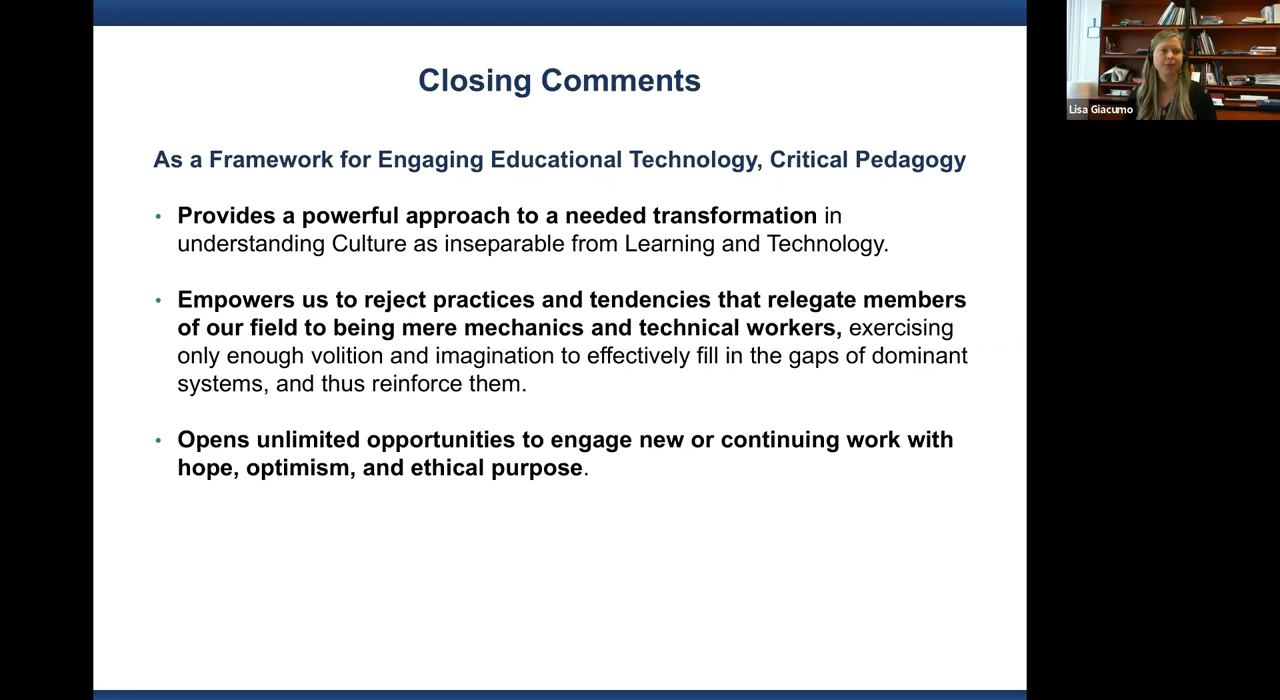 Closing Comments
As a Framework for Engaging Educational Technology, Critical Pedagogy
• Provides a powerful approach to a needed transformation in
understanding Culture as inseparable from Learning and Technology.
• Empowers us to reject practices and tendencies that relegate members
of our field to being mere mechanics and technical workers, exercising
only enough volition and imagination to effectively fill in the gaps of dominant
systems, and thus reinforce them.
• Opens unlimited opportunities to engage new or continuing work with
hope, optimism, and ethical purpose.
Lisa Giacumo